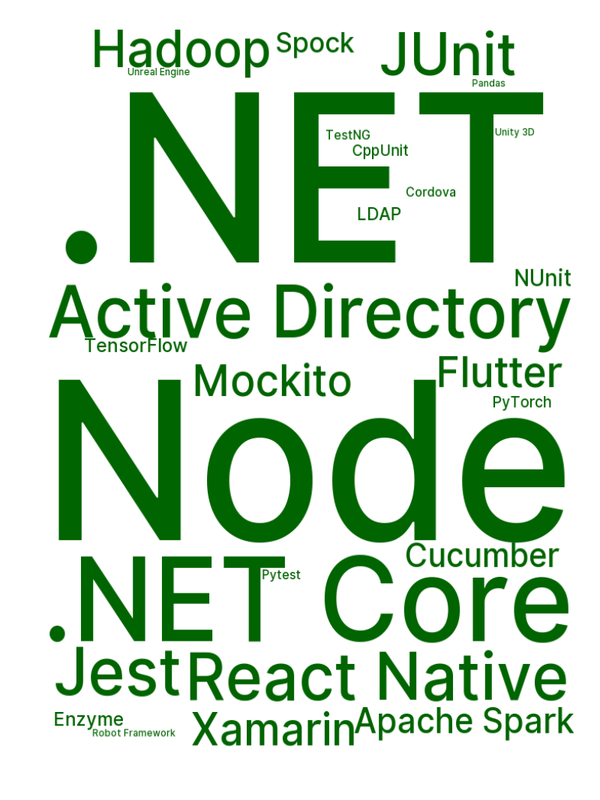 Hadoop
Spock
JUnit
Unreal Engine
Pandas
.NET
TestNG
Unity 3D
CppUnit
Cordova
LDAP
NUnit
Active Directory
TensorFlow
Mockito
Flutter
PyTorch
Node
Cucumber
.NET Core
Pytest
Jest
React Native
Enzyme
Apache Spark
Robot Framework
Xamarin